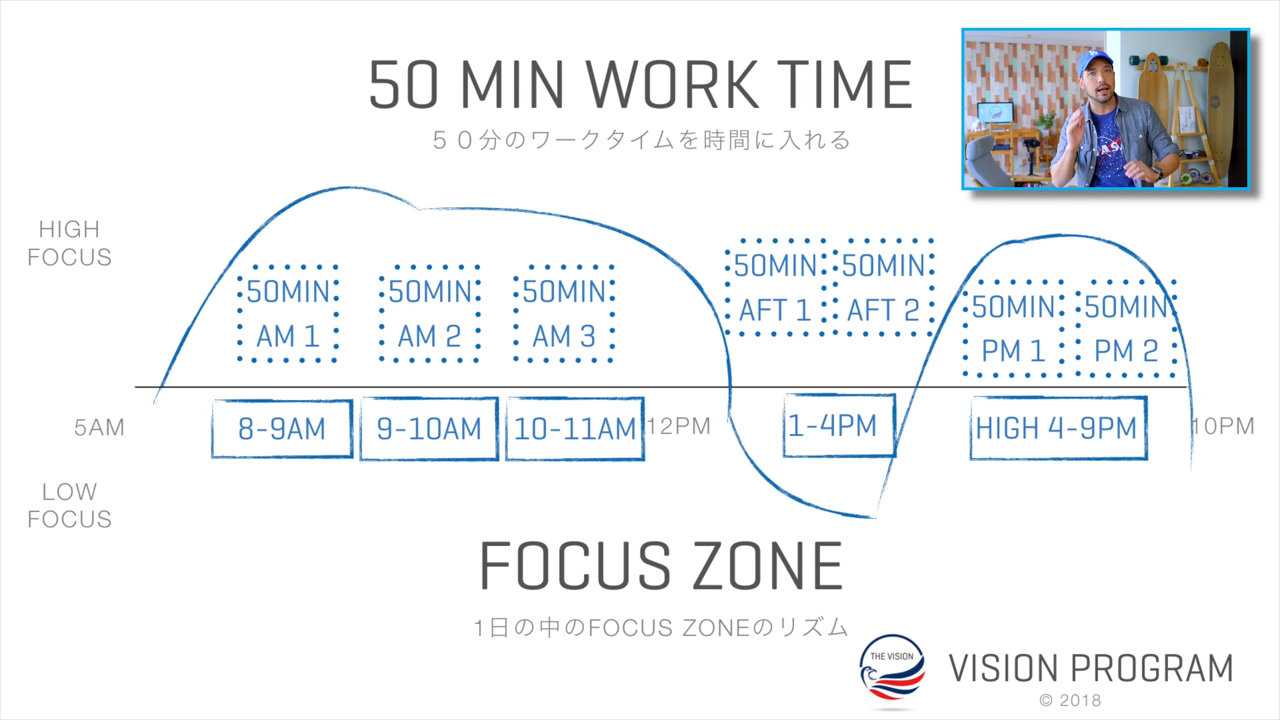 50 MIN WORK TIME
５０分のワークタイムを時間に入れる
HIGH
FOCUS
50MIN
AM 1
50MIN
AM 2
50MIN
AM 3
50MIN
AFT 1
50MIN
AFT 2
50MIN
PM 1
50MIN
PM 2
5AM
8-9AM
9-10AM
10-11AM
12PM
1-4PM
HIGH 4-9PM
10PM
LOW
FOCUS
FOCUS ZONE
1日の中のFOCUS ZONEのリズム
THE VISION
VISION PROGRAM
© 2018